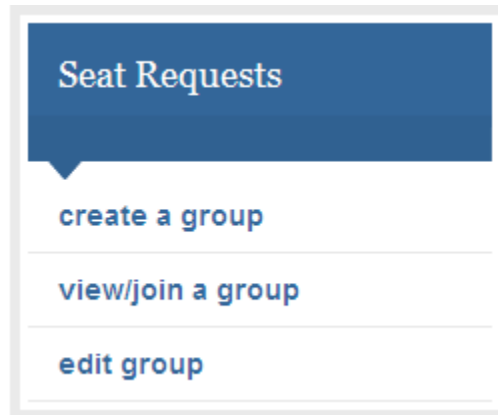 Seat Requests
create a group
view/join a group
edit group